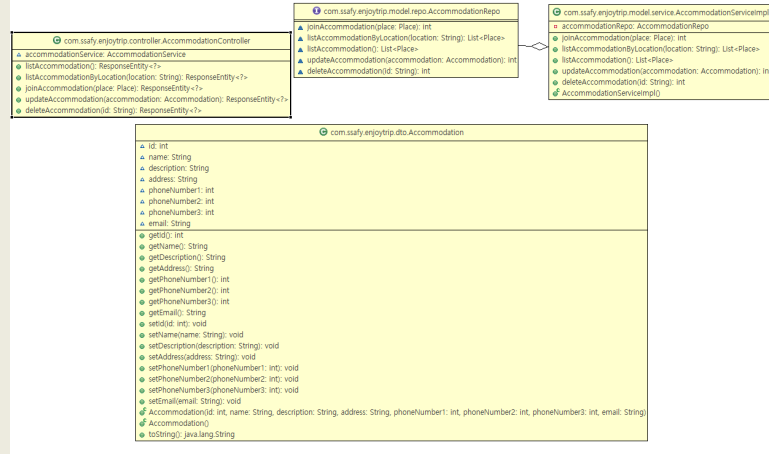 com.ssafy.enjoytrip.controller.AccommodationController
accommodationService: AccommodationService
listAccommodation(): ResponseEntity<?>
listAccommodationByLocation(location: String): ResponseEntity<?>
joinAccommodation(place: Place): ResponseEntity<?>
updateAccommodation(accommodation: Accommodation): ResponseEntity<?>
deleteAccommodation(id: String): ResponseEntity<?>
com.ssafy.enjoytrip.model.repo.AccommodationRepo
joinAccommodation(place: Place): int
listAccommodationByLocation(location: String): List<Place>
listAccommodation(): List<Place>
updateAccommodation(accommodation: Accommodation): int
deleteAccommodation(id: String): int
com.ssafy.enjoytrip.model.service.AccommodationServiceImpl
accommodationRepo: AccommodationRepo
joinAccommodation(place: Place): int
listAccommodationByLocation(location: String): List<Place>
listAccommodation(): List<Place>
updateAccommodation(accommodation: Accommodation): in
deleteAccommodation(id: String): int
AccommodationServiceImpl()
com.ssafy.enjoytrip.dto.Accommodation
id: int
name: String
description: String
address: String
phoneNumber1: int
phoneNumber2: int
phoneNumber3: int
email: String
getId(): int
getName(): String
getDescription(): String
getAddress(): String
getPhoneNumber1(): int
getPhoneNumber2(): int
getPhoneNumber3(): int
getEmail(): String
setId(id: int): void
setName(name: String): void
setDescription(description: String): void
setAddress(address: String): void
setPhoneNumber1(phoneNumber1: int): void
setPhoneNumber2(phoneNumber2: int): void
setPhoneNumber3(phoneNumber3: int): void
setEmail(email: String): void
Accommodation(id: int, name: String, description: String, address: String, phoneNumber1: int, phoneNumber2: int, phoneNumber3: int, email: String)
Accommodation()
toString(): java.lang.String